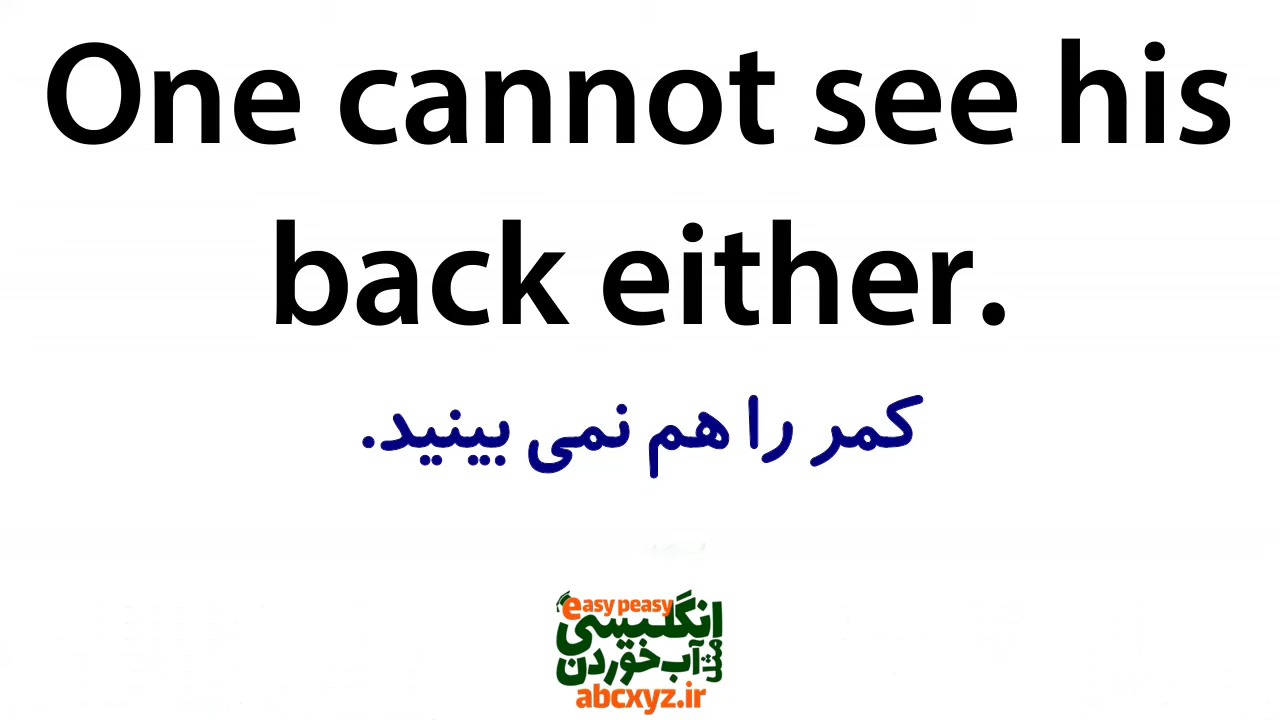 One cannot see his
back either.
کمر را هم نمی بینید.
easy peasy
انگلیسی
مثل
آب خوردن
abcxyz.ir